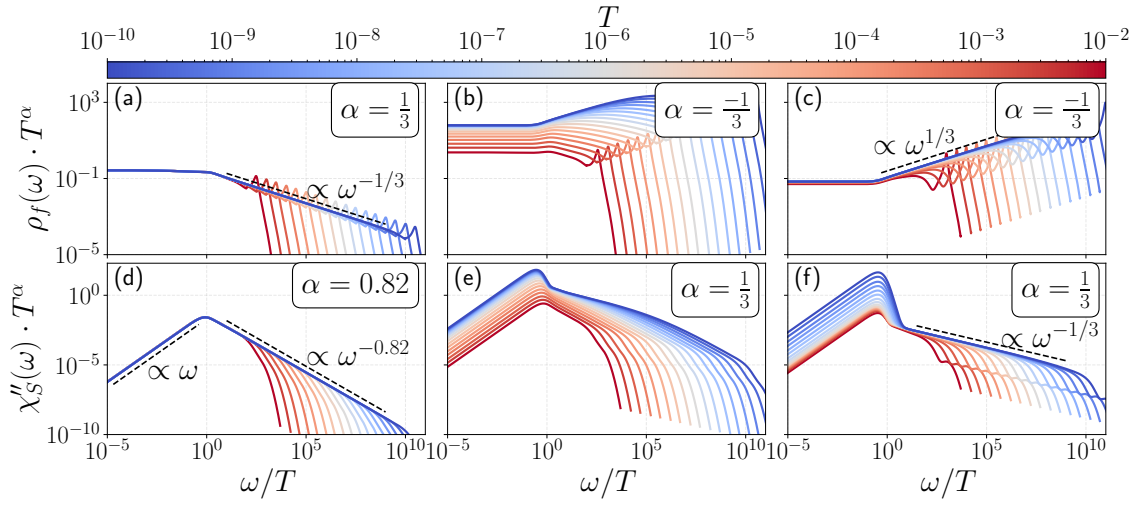 T
10^{-10} 10^{-9} 10^{-8} 10^{-7} 10^{-6} 10^{-5} 10^{-4} 10^{-3} 10^{-2}
(a) α = 1/3 (b) α = -1/3 (c) α = -1/3
10^3
10^{-1}
10^{-5}
ρ_f(ω) · T^α
∝ ω^{-1/3}
∝ ω^{1/3}
(d) α = 0.82 (e) α = 1/3 (f) α = 1/3
10^0
10^{-5}
10^{-10}
χ''_S(ω) · T^α
∝ ω
∝ ω^{-0.82}
∝ ω^{-1/3}
10^{-5} 10^0 10^5 10^{10} 10^{-5} 10^0 10^5 10^{10} 10^{-5} 10^0 10^5 10^{10}
ω/T ω/T ω/T